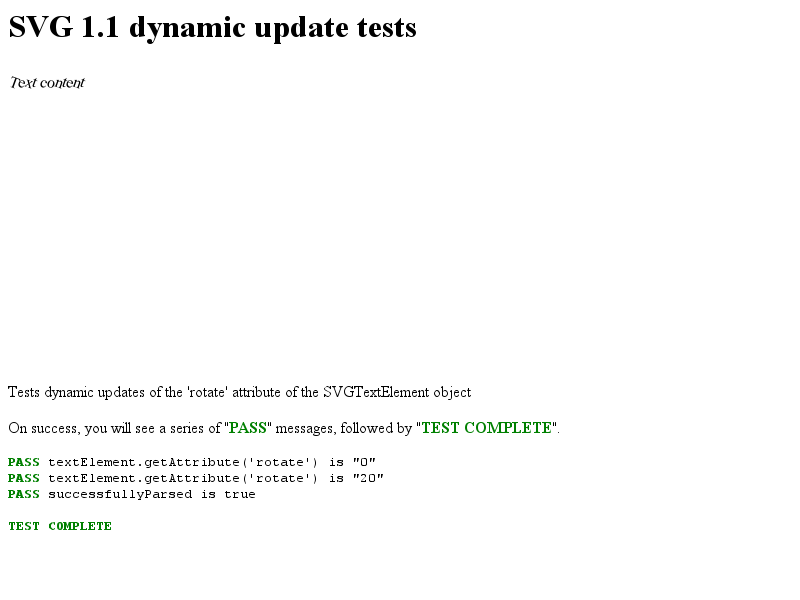 SVG 1.1 dynamic update tests
Text content
Tests dynamic updates of the 'rotate' attribute of the SVGTextElement object
On success, you will see a series of "PASS" messages, followed by "TEST COMPLETE".
PASS textElement.getAttribute('rotate') is "0"
PASS textElement.getAttribute('rotate') is "20"
PASS successfullyParsed is true
TEST COMPLETE